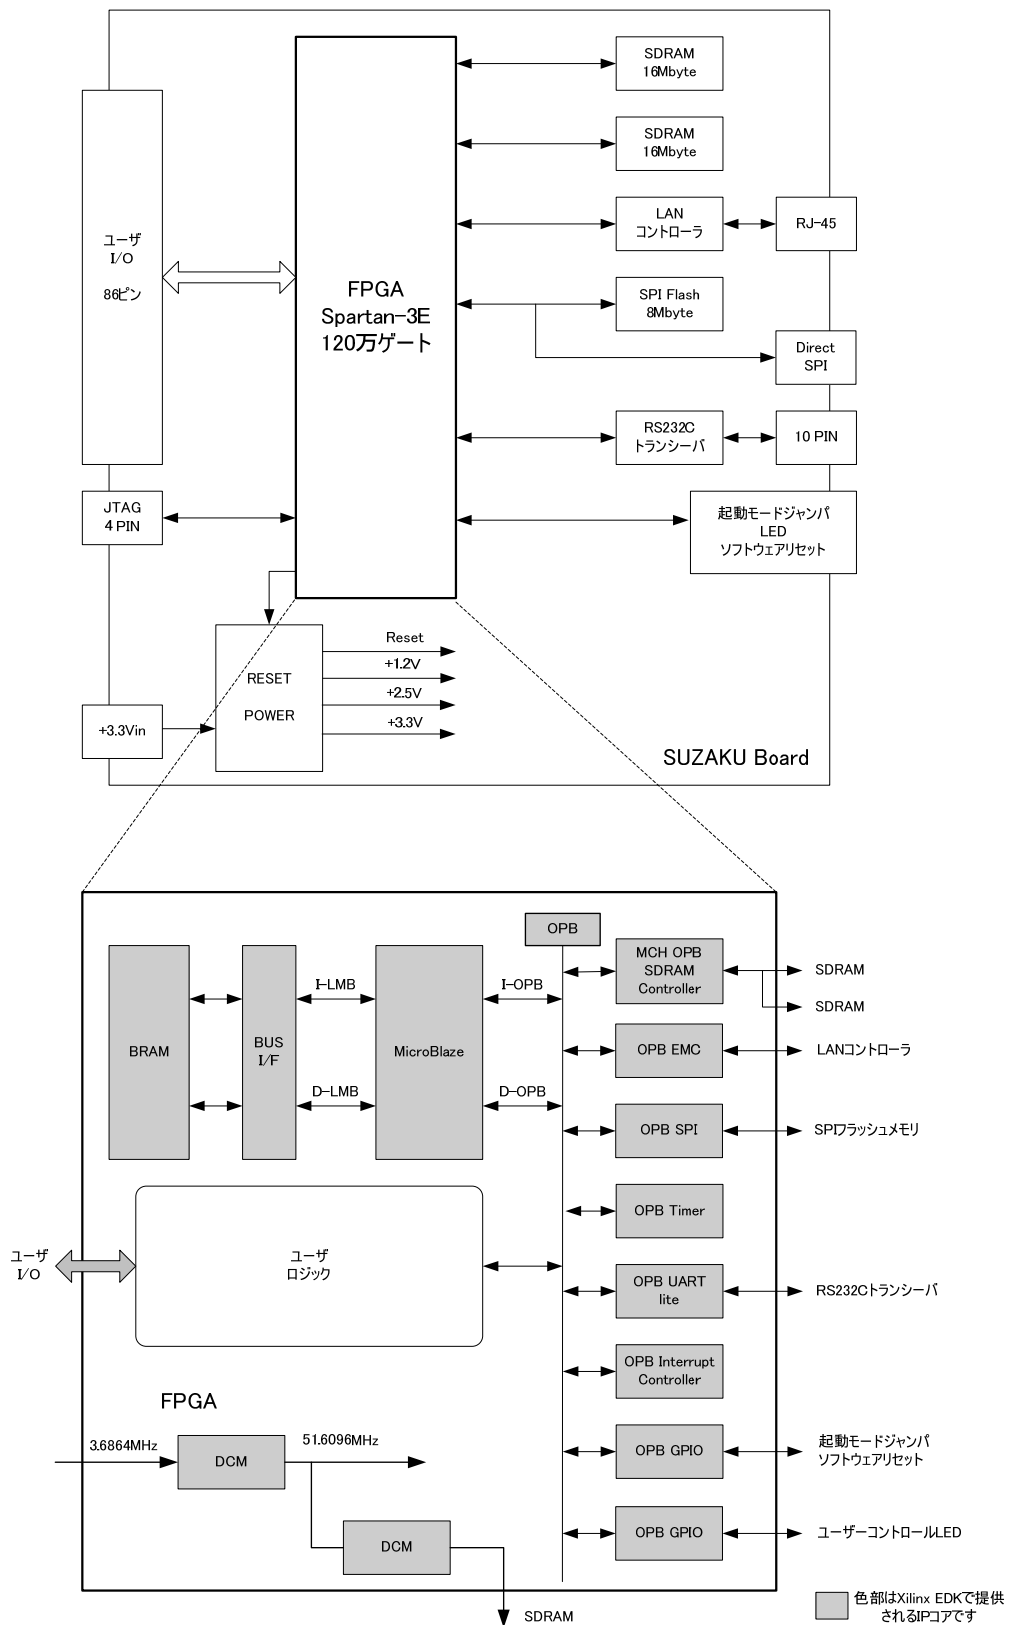 SDRAM
16Mbyte
SDRAM
16Mbyte
LAN
コントローラ
RJ-45
ユーザ
I/O
86ピン
FPGA
Spartan-3E
120万ゲート
SPI Flash
8Mbyte
Direct
SPI
RS232C
トランシーバ
10 PIN
JTAG
4 PIN
起動モードジャンパ
LED
ソフトウェアリセット
RESET
POWER
Reset
+1.2V
+2.5V
+3.3V
+3.3Vin
SUZAKU Board
OPB
MCH OPB
SDRAM
Controller
SDRAM
SDRAM
BRAM
BUS
I/F
I-LMB
D-LMB
MicroBlaze
I-OPB
D-OPB
OPB EMC
LANコントローラ
OPB SPI
SPIフラッシュメモリ
OPB Timer
ユーザ
I/O
ユーザ
ロジック
OPB UART
lite
RS232Cトランシーバ
OPB Interrupt
Controller
FPGA
3.6864MHz
DCM
51.6096MHz
OPB GPIO
起動モードジャンパ
ソフトウェアリセット
DCM
OPB GPIO
ユーザーコントロールLED
SDRAM
色部はXilinx EDKで提供
されるIPコアです